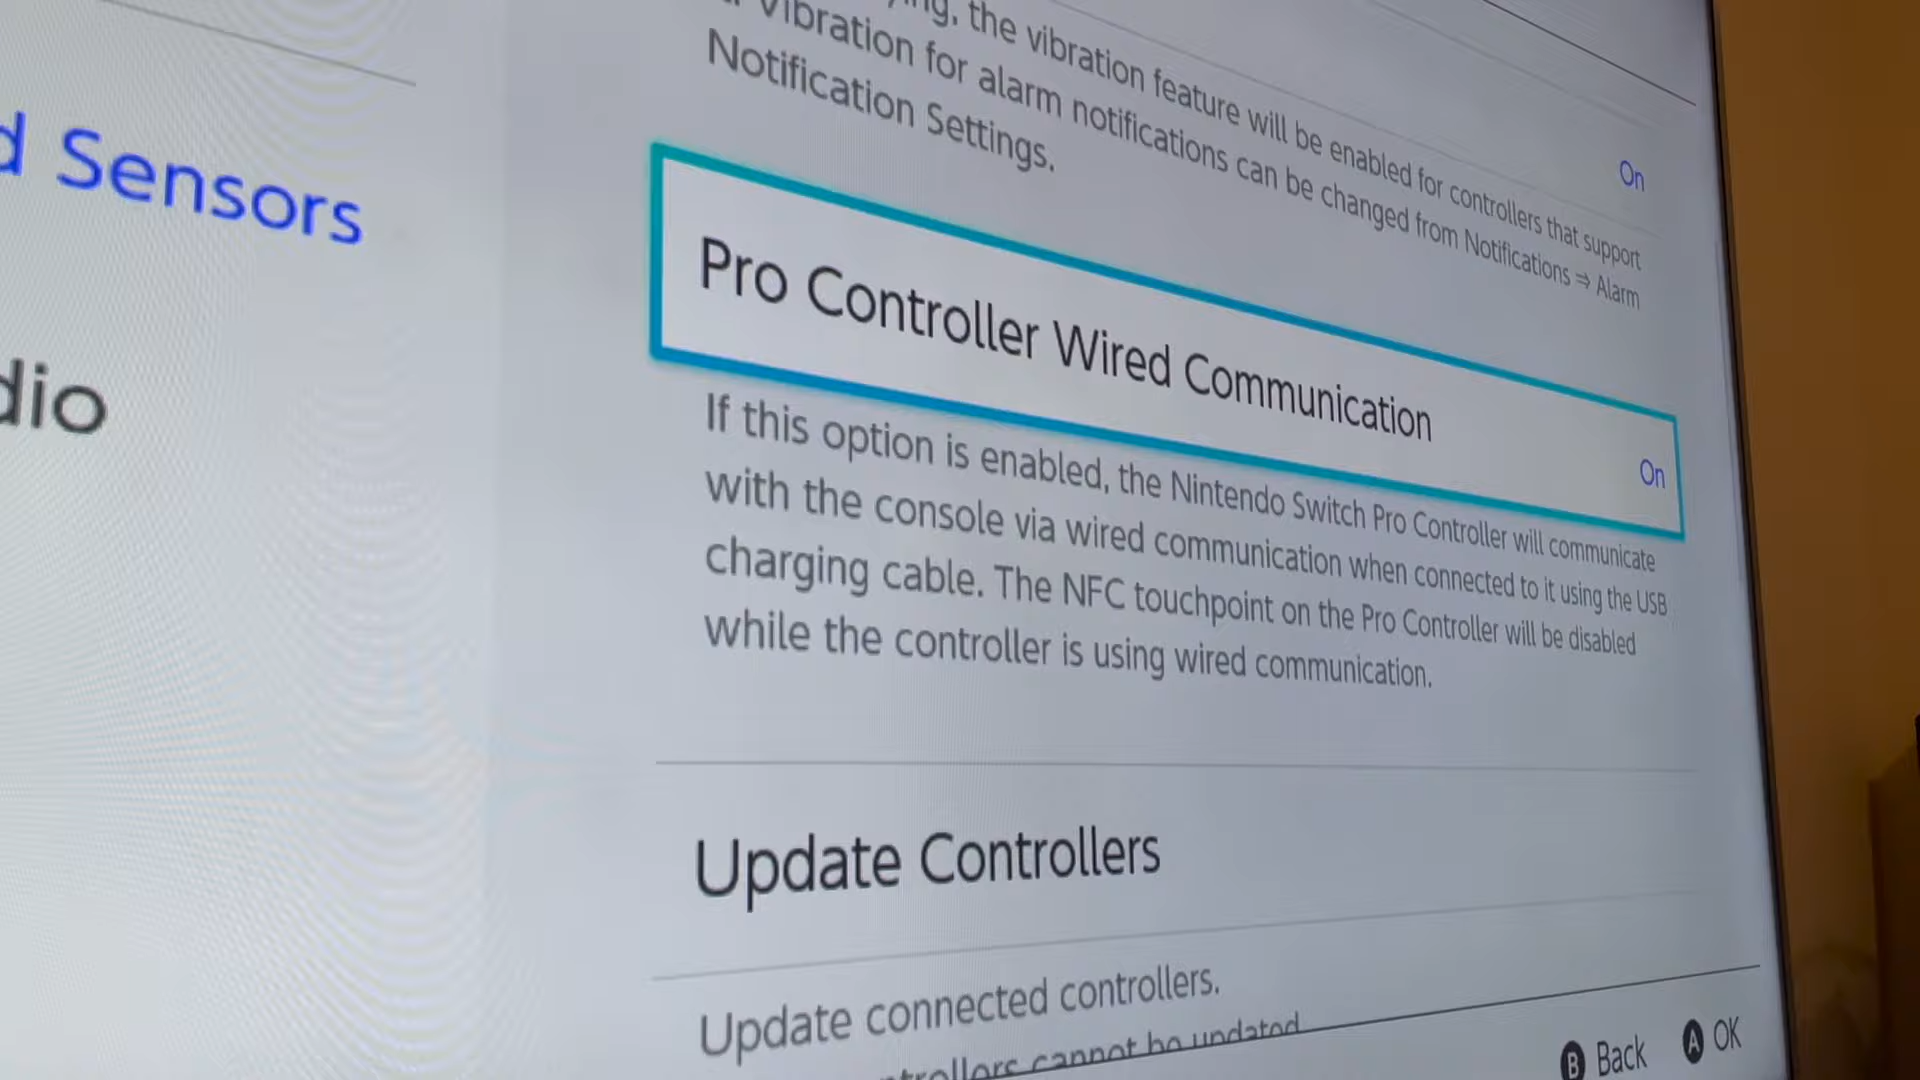 the vibration feature will be enabled for controllers that support
vibration for alarm notifications can be changed from Notifications ⇒ Alarm
Notification Settings.
On
Sensors
Pro Controller Wired Communication
On
If this option is enabled, the Nintendo Switch Pro Controller will communicate
with the console via wired communication when connected to it using the USB
charging cable. The NFC touchpoint on the Pro Controller will be disabled
while the controller is using wired communication.
Update Controllers
Update connected controllers.
cannot be updated
B Back A OK